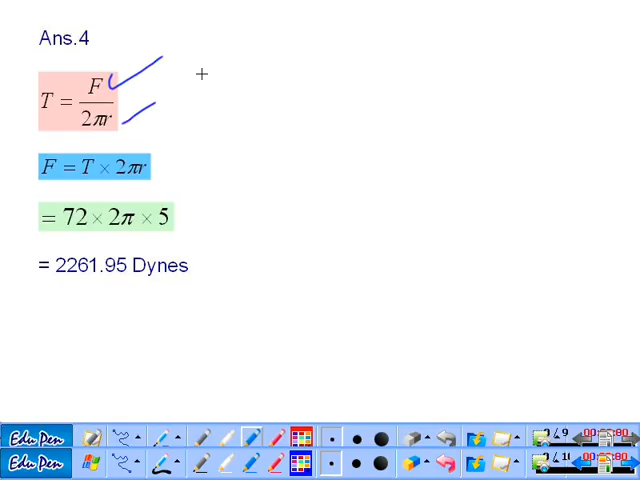 Ans.4
T = F / 2πr
F = T × 2πr
= 72 × 2π × 5
= 2261.95 Dynes
Edu Pen
Edu Pen